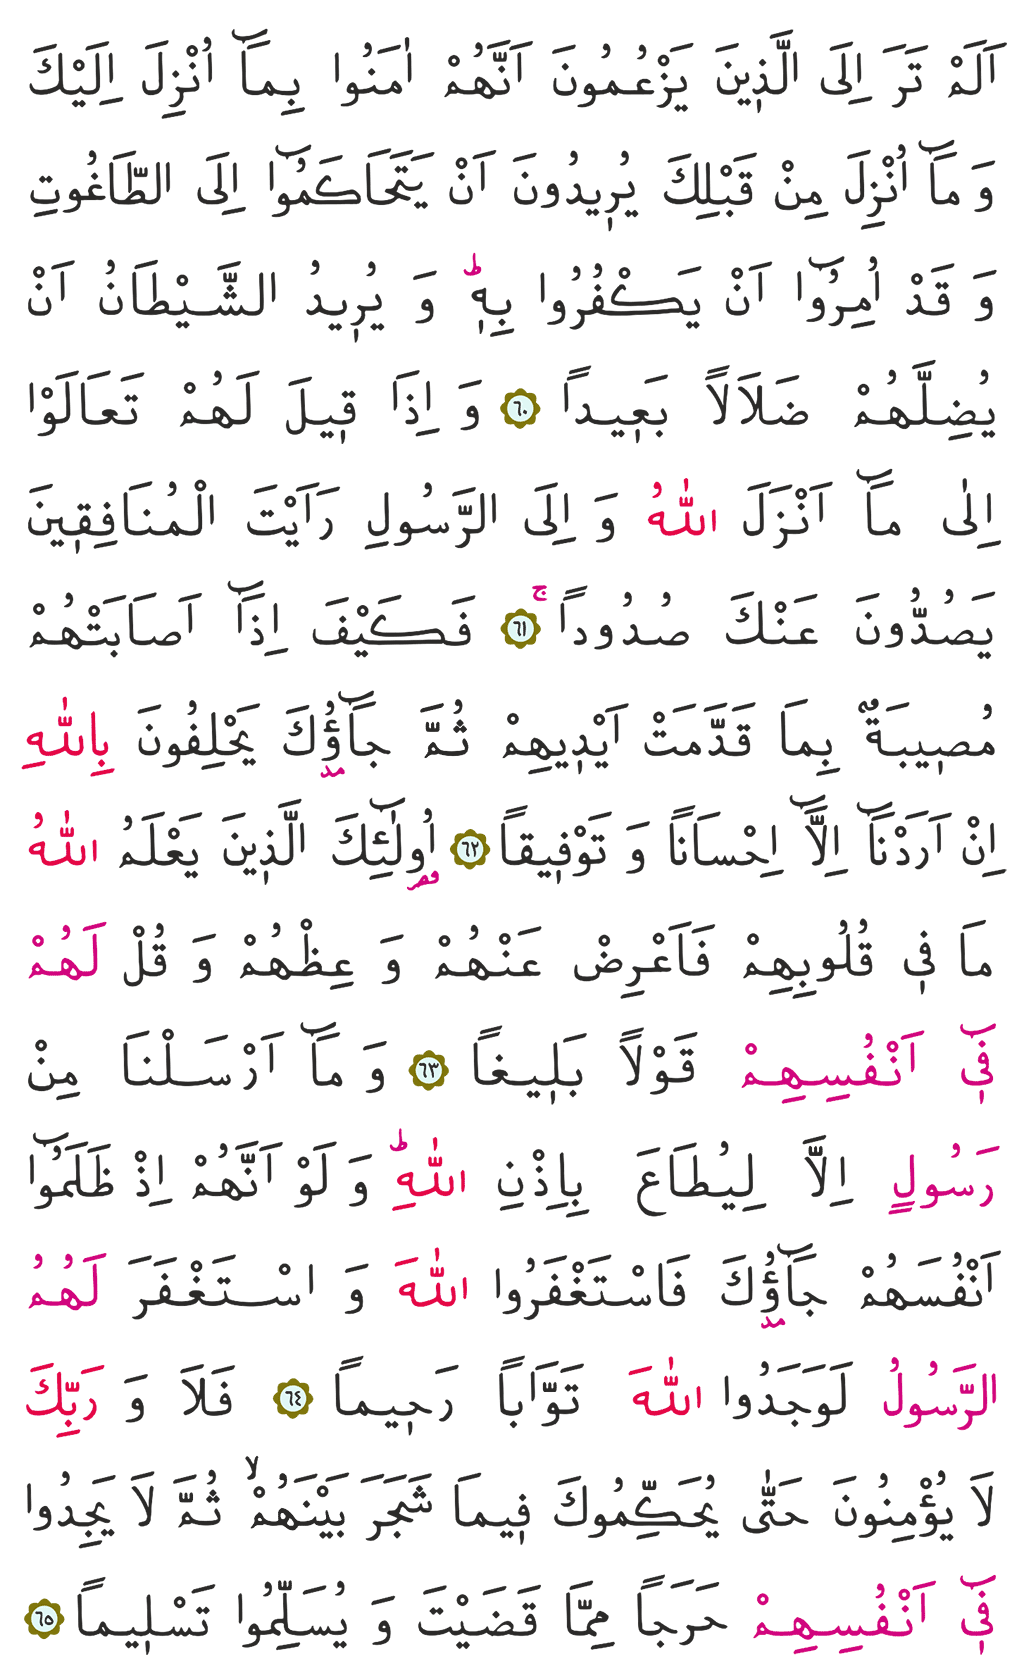 اَلَمْ تَرَ اِلَى الَّذ۪ينَ يَزْعُمُونَ اَنَّهُمْ اٰمَنُوا بِمَٓا اُنْزِلَ اِلَيْكَ
وَ مَٓا اُنْزِلَ مِنْ قَبْلِكَ يُر۪يدُونَ اَنْ يَتَحَاكَمُٓوا اِلَى الطَّاغُوتِ
وَ قَدْ اُمِرُٓوا اَنْ يَكْفُرُوا بِه۪ؕ وَ يُر۪يدُ الشَّيْطَانُ اَنْ
يُضِلَّهُمْ ضَلَالاً بَع۪يداً ﴿٦٠﴾ وَ اِذَا ق۪يلَ لَهُمْ تَعَالَوْا
اِلٰى مَٓا اَنْزَلَ اللّٰهُ وَ اِلَى الرَّسُولِ رَاَيْتَ الْمُنَافِق۪ينَ
يَصُدُّونَ عَنْكَ صُدُوداًۚ ﴿٦١﴾ فَكَيْفَ اِذَٓا اَصَابَتْهُمْ
مُص۪يبَةٌ بِمَا قَدَّمَتْ اَيْد۪يهِمْ ثُمَّ جَٓاؤُ۫كَ يَحْلِفُونَ بِاللّٰهِ
اِنْ اَرَدْنَٓا اِلَّٓا اِحْسَاناً وَ تَوْف۪يقاً ﴿٦٢﴾ اُو۬لٰٓئِكَ الَّذ۪ينَ يَعْلَمُ اللّٰهُ
مَا ف۪ي قُلُوبِهِمْ فَاَعْرِضْ عَنْهُمْ وَ عِظْهُمْ وَ قُلْ لَهُمْ
ف۪ٓي اَنْفُسِهِمْ قَوْلاً بَل۪يغاً ﴿٦٣﴾ وَ مَٓا اَرْسَلْنَا مِنْ
رَسُولٍ اِلَّا لِيُطَاعَ بِاِذْنِ اللّٰهِؕ وَ لَوْ اَنَّهُمْ اِذْ ظَلَمُٓوا
اَنْفُسَهُمْ جَٓاؤُ۫كَ فَاسْتَغْفَرُوا اللّٰهَ وَ اسْتَغْفَرَ لَهُمُ
الرَّسُولُ لَوَجَدُوا اللّٰهَ تَوَّاباً رَح۪يماً ﴿٦٤﴾ فَلَا وَ رَبِّكَ
لَا يُؤْمِنُونَ حَتّٰى يُحَكِّمُوكَ ف۪يمَا شَجَرَ بَيْنَهُمْۙ ثُمَّ لَا يَجِدُوا
ف۪ٓي اَنْفُسِهِمْ حَرَجاً مِمَّا قَضَيْتَ وَ يُسَلِّمُوا تَسْل۪يماً ﴿٦٥﴾